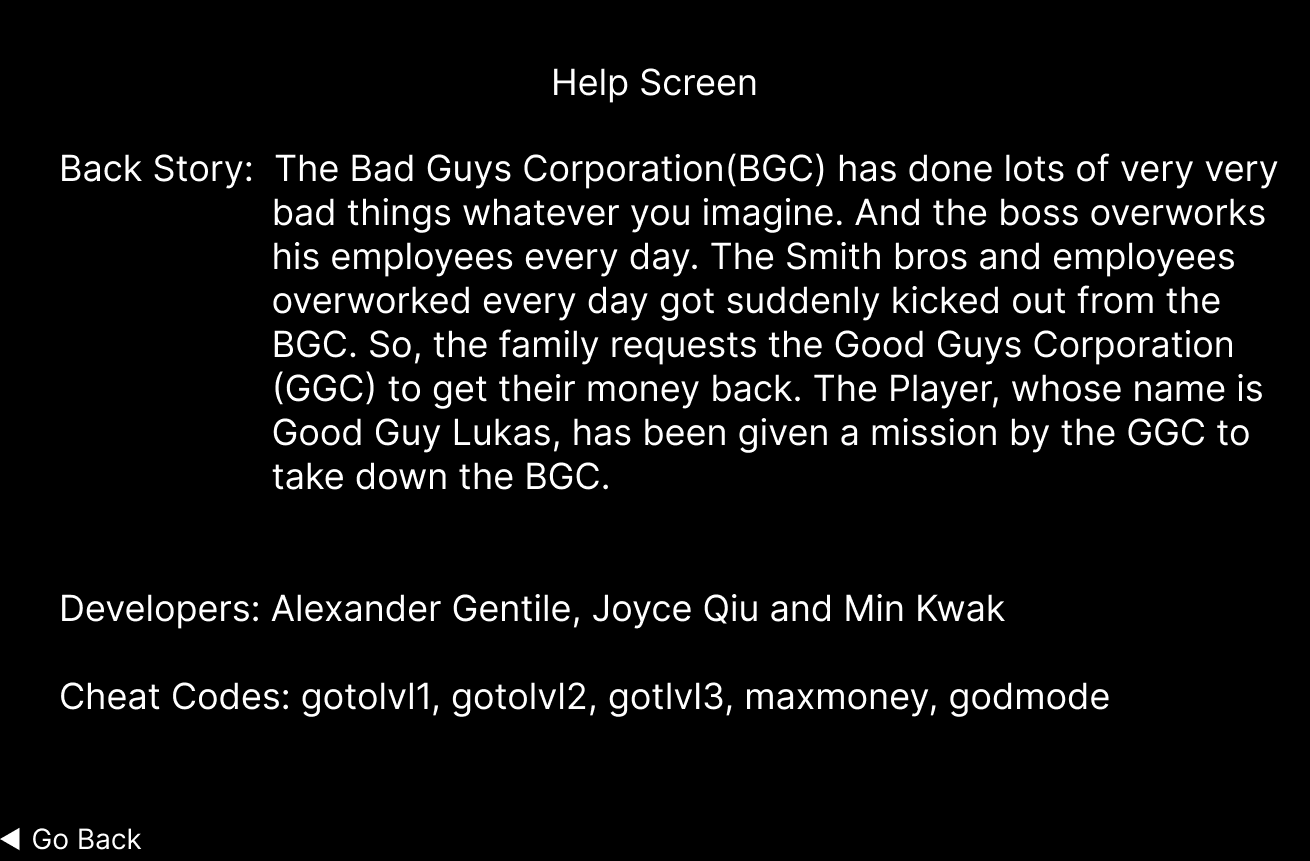 Help Screen
Back Story: The Bad Guys Corporation(BGC) has done lots of very very
bad things whatever you imagine. And the boss overworks
his employees every day. The Smith bros and employees
overworked every day got suddenly kicked out from the
BGC. So, the family requests the Good Guys Corporation
(GGC) to get their money back. The Player, whose name is
Good Guy Lukas, has been given a mission by the GGC to
take down the BGC.
Developers: Alexander Gentile, Joyce Qiu and Min Kwak
Cheat Codes: gotolvl1, gotolvl2, gotlvl3, maxmoney, godmode
Go Back